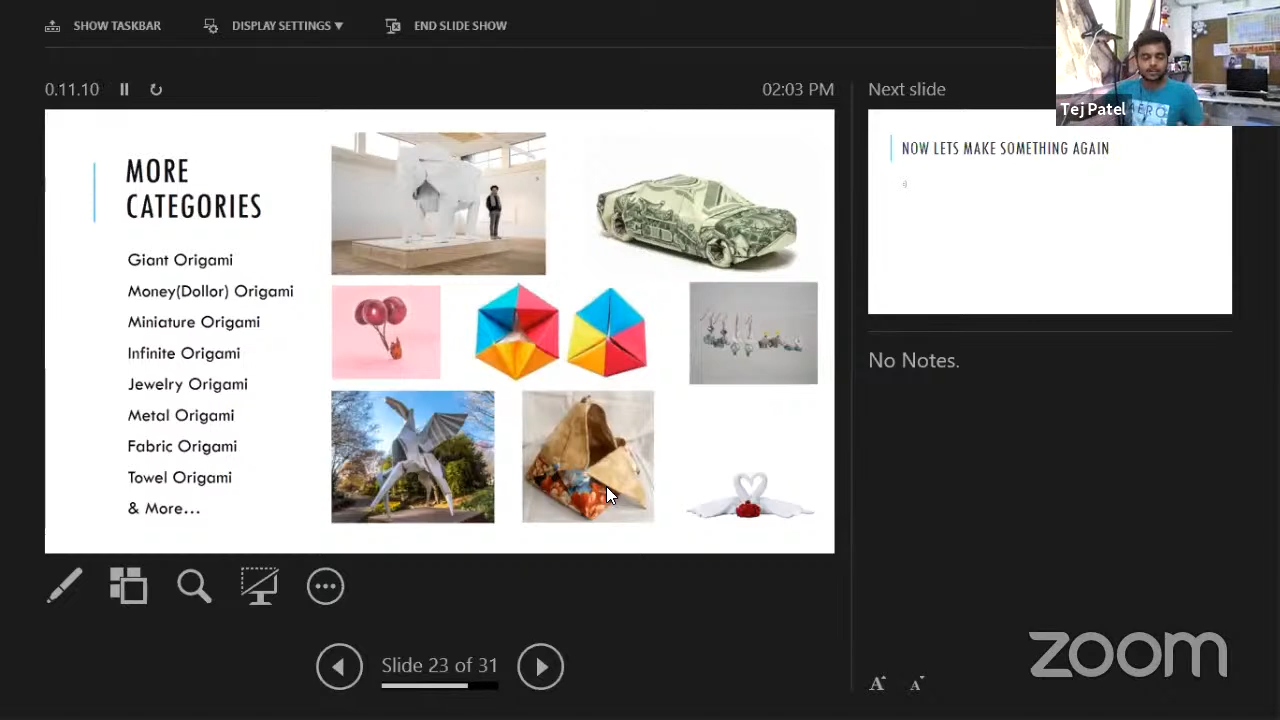 SHOW TASKBAR
DISPLAY SETTINGS ▼
END SLIDE SHOW
Tej Patel
0.11.10
02:03 PM
Next slide
MORE
CATEGORIES
Giant Origami
Money(Dollor) Origami
Miniature Origami
Infinite Origami
Jewelry Origami
Metal Origami
Fabric Origami
Towel Origami
& More...
NOW LETS MAKE SOMETHING AGAIN
No Notes.
Slide 23 of 31
A A
zoom